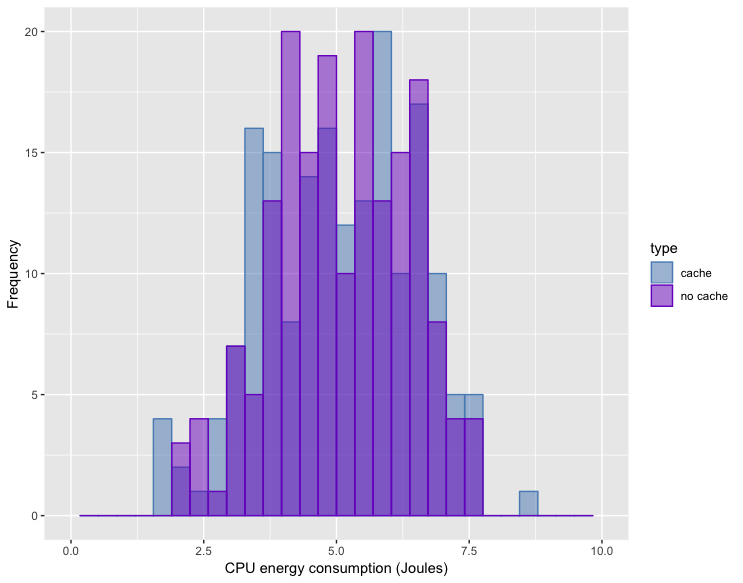 20
15
10
5
0
Frequency
0.0 2.5 5.0 7.5 10.0
CPU energy consumption (Joules)
type
cache
no cache